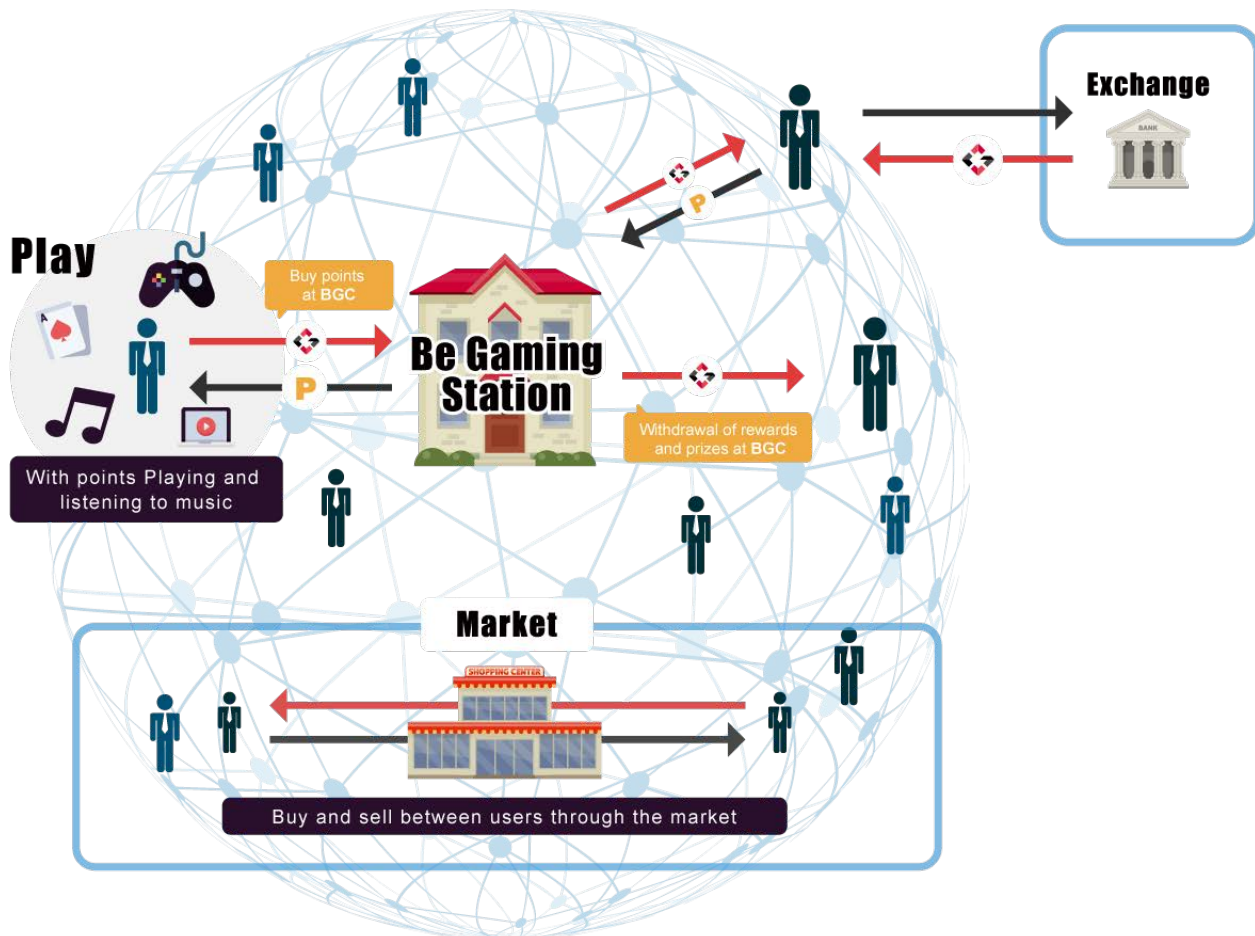 Exchange
BANK
Play
A
Buy points
at BGC
P
P
Be Gaming
Station
Withdrawal of rewards
and prizes at BGC
With points Playing and
listening to music
Market
SHOPPING CENTER
Buy and sell between users through the market